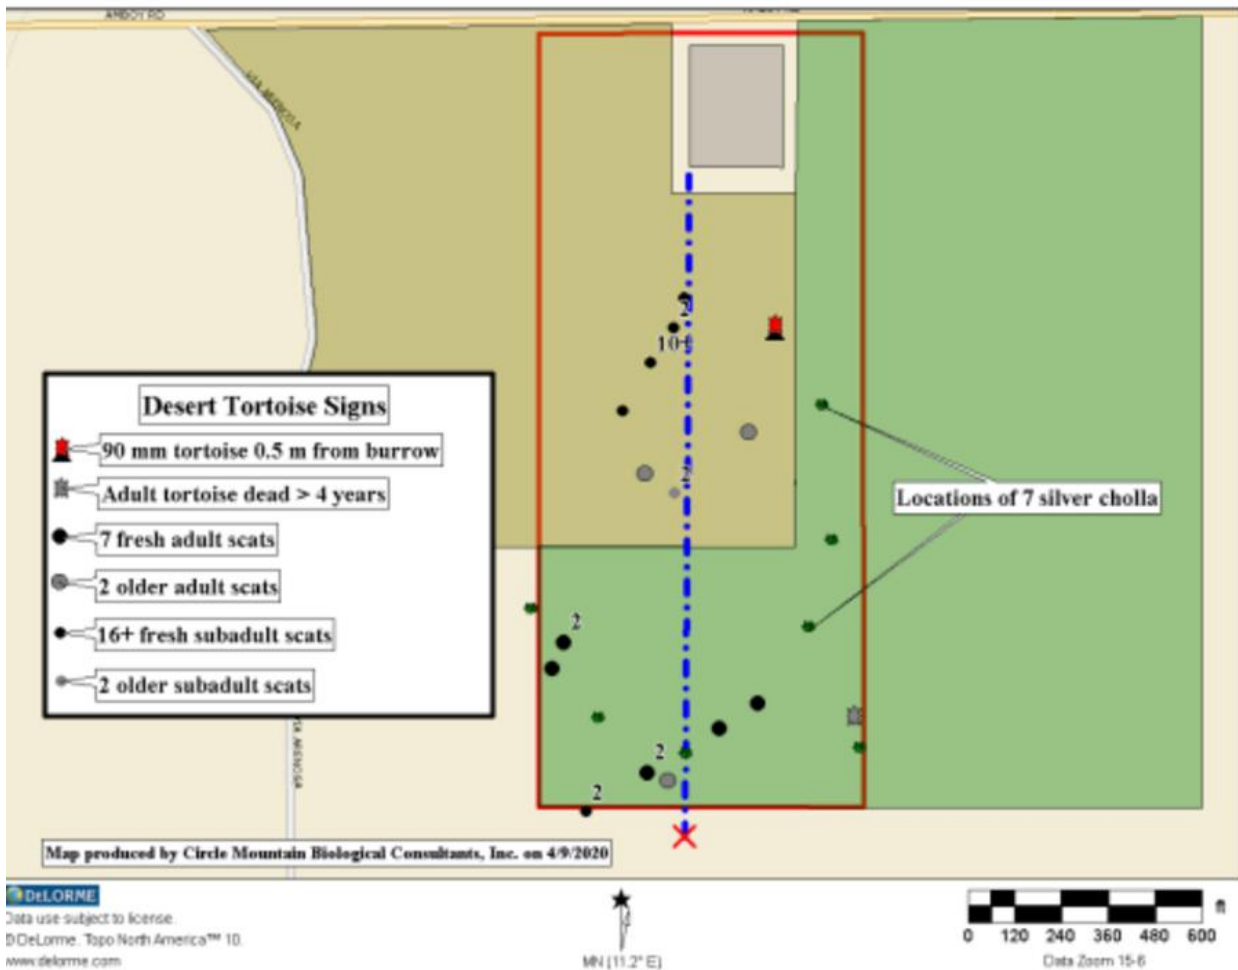 AMBOY RD
VIA ARENOSA
2
10+
2
Desert Tortoise Signs
90 mm tortoise 0.5 m from burrow
Adult tortoise dead > 4 years
7 fresh adult scats
2 older adult scats
16+ fresh subadult scats
2 older subadult scats
Locations of 7 silver cholla
2
2
2
VIA ARENOSA
Map produced by Circle Mountain Biological Consultants, Inc. on 4/9/2020
DELORME
Data use subject to license.
© DeLorme. Topo North America™ 10.
www.delorme.com
MN (11.2° E)
ft
0 120 240 360 480 600
Data Zoom 15-6